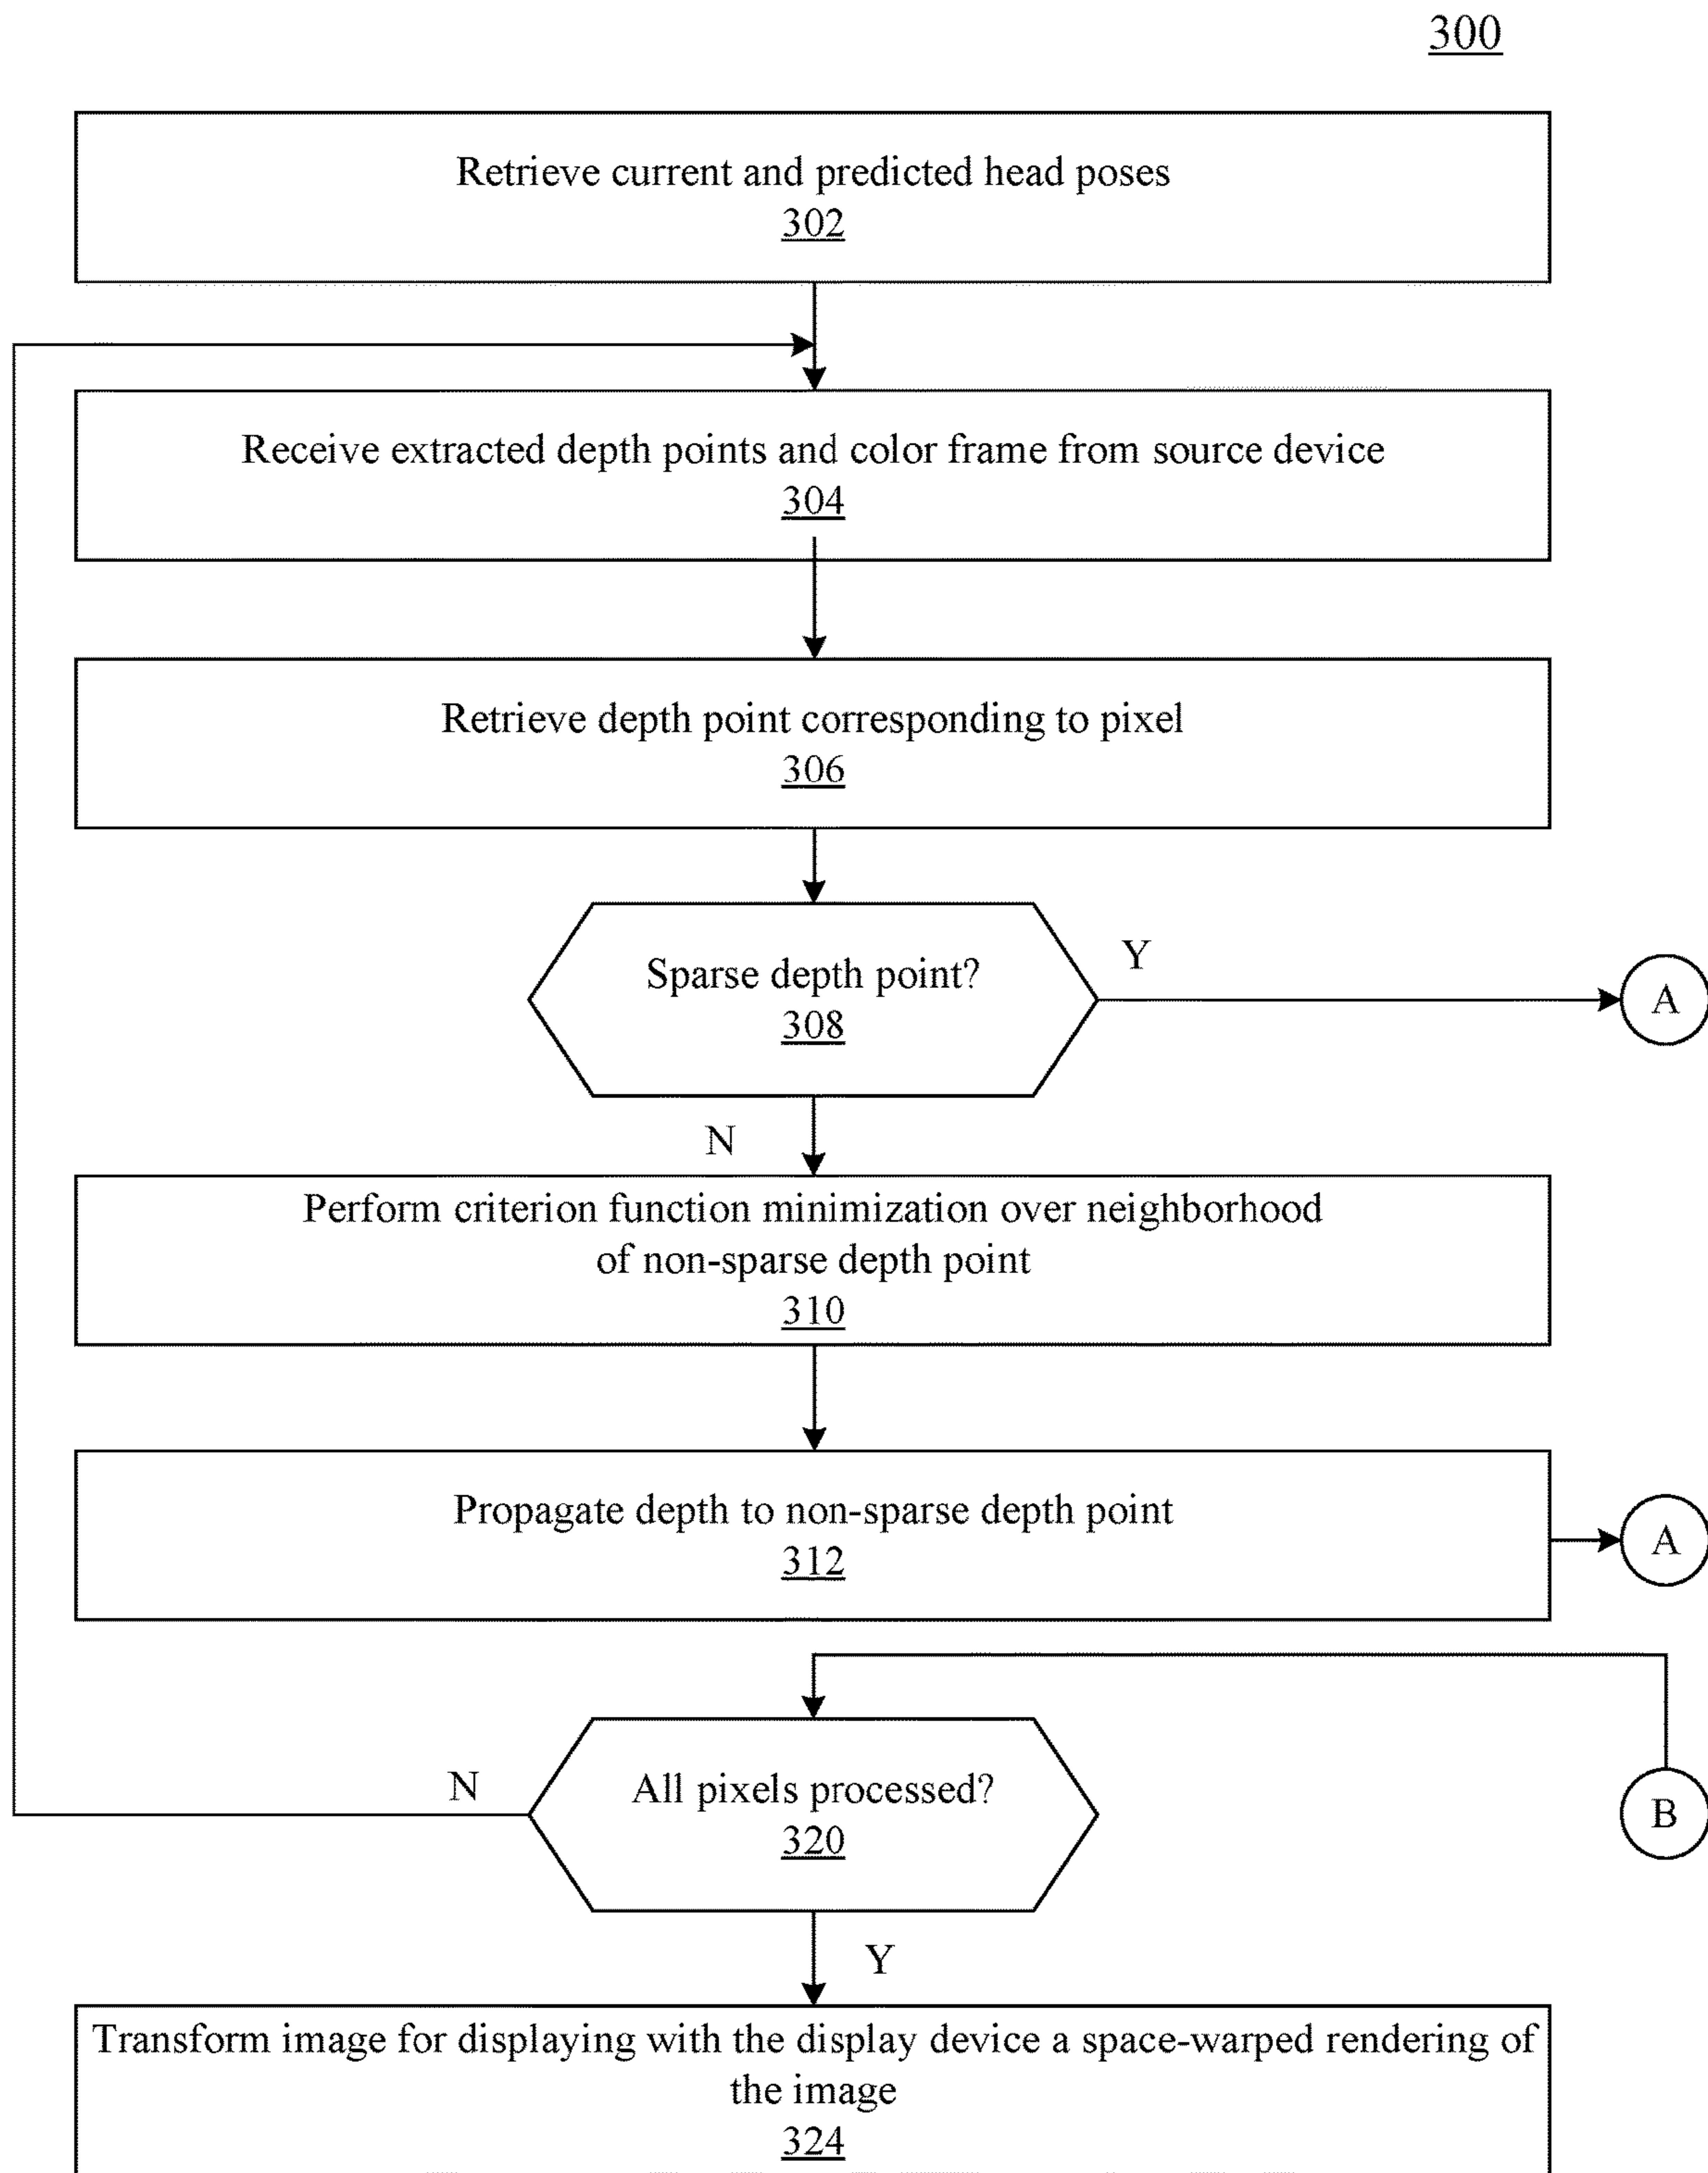 300
Retrieve current and predicted head poses
302
Receive extracted depth points and color frame from source device
304
Retrieve depth point corresponding to pixel
306
Sparse depth point?
308
Y
A
N
Perform criterion function minimization over neighborhood
of non-sparse depth point
310
Propagate depth to non-sparse depth point
312
A
All pixels processed?
320
N
B
Y
Transform image for displaying with the display device a space-warped rendering of
the image
324